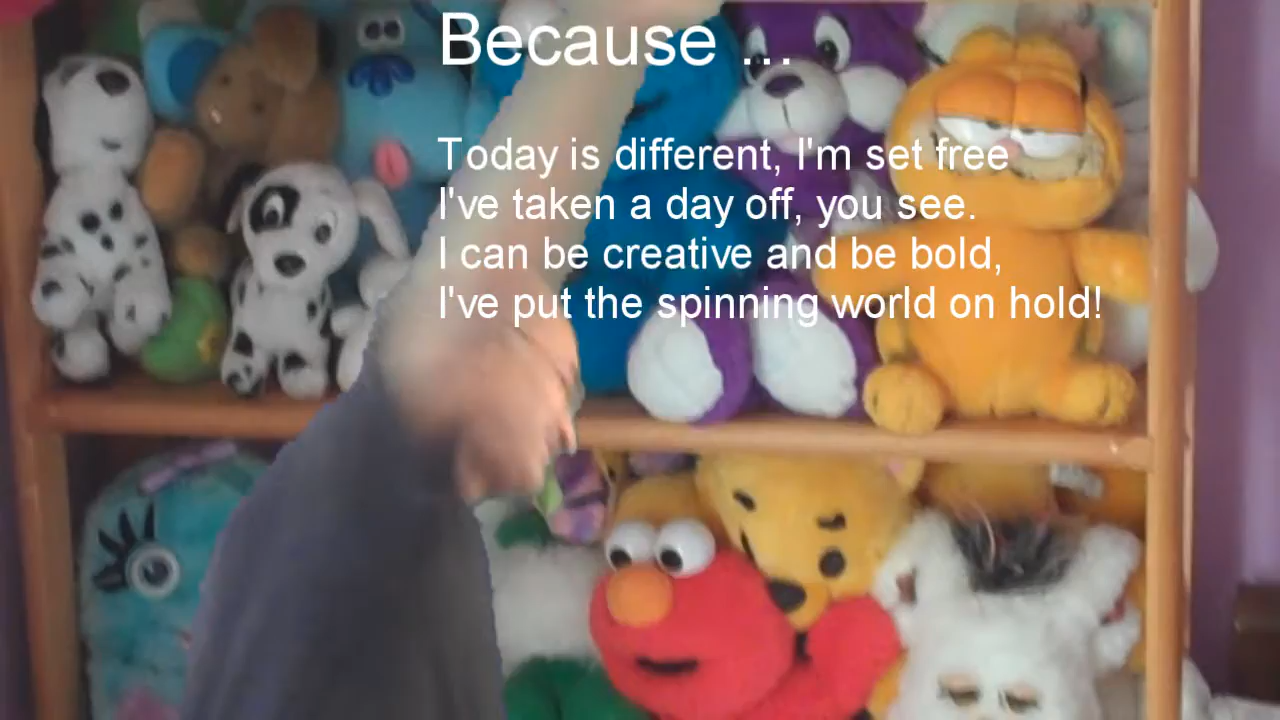 Because ...
Today is different, I'm set free
I've taken a day off, you see.
I can be creative and be bold,
I've put the spinning world on hold!